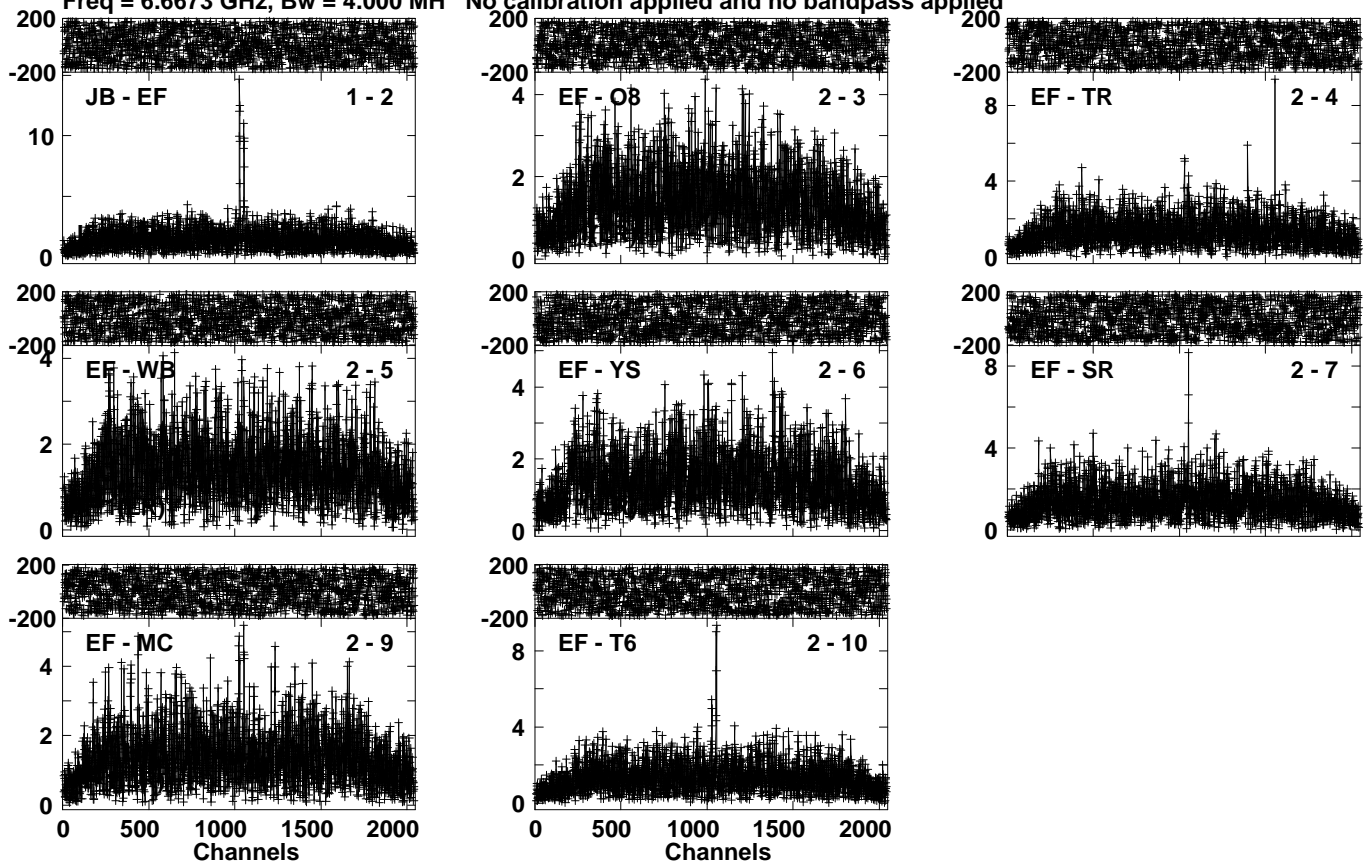 Freq = 6.6673 GHz, Bw = 4.000 MH No calibration applied and no bandpass applied
200 200 200
-200 -200 -200
JB - EF 1 - 2 EF - O8 2 - 3 EF - TR 2 - 4
10 4 8
2 4
0 0 0
200 200 200
-200 -200 -200
4 EF - WB 2 - 5 EF - YS 2 - 6 EF - SR 2 - 7
8
4
2 2 4
0 0 0
200 200
-200 -200
EF - MC 2 - 9 EF - T6 2 - 10
4 8
2 4
0 0
0 500 1000 1500 2000 0 500 1000 1500 2000
Channels Channels